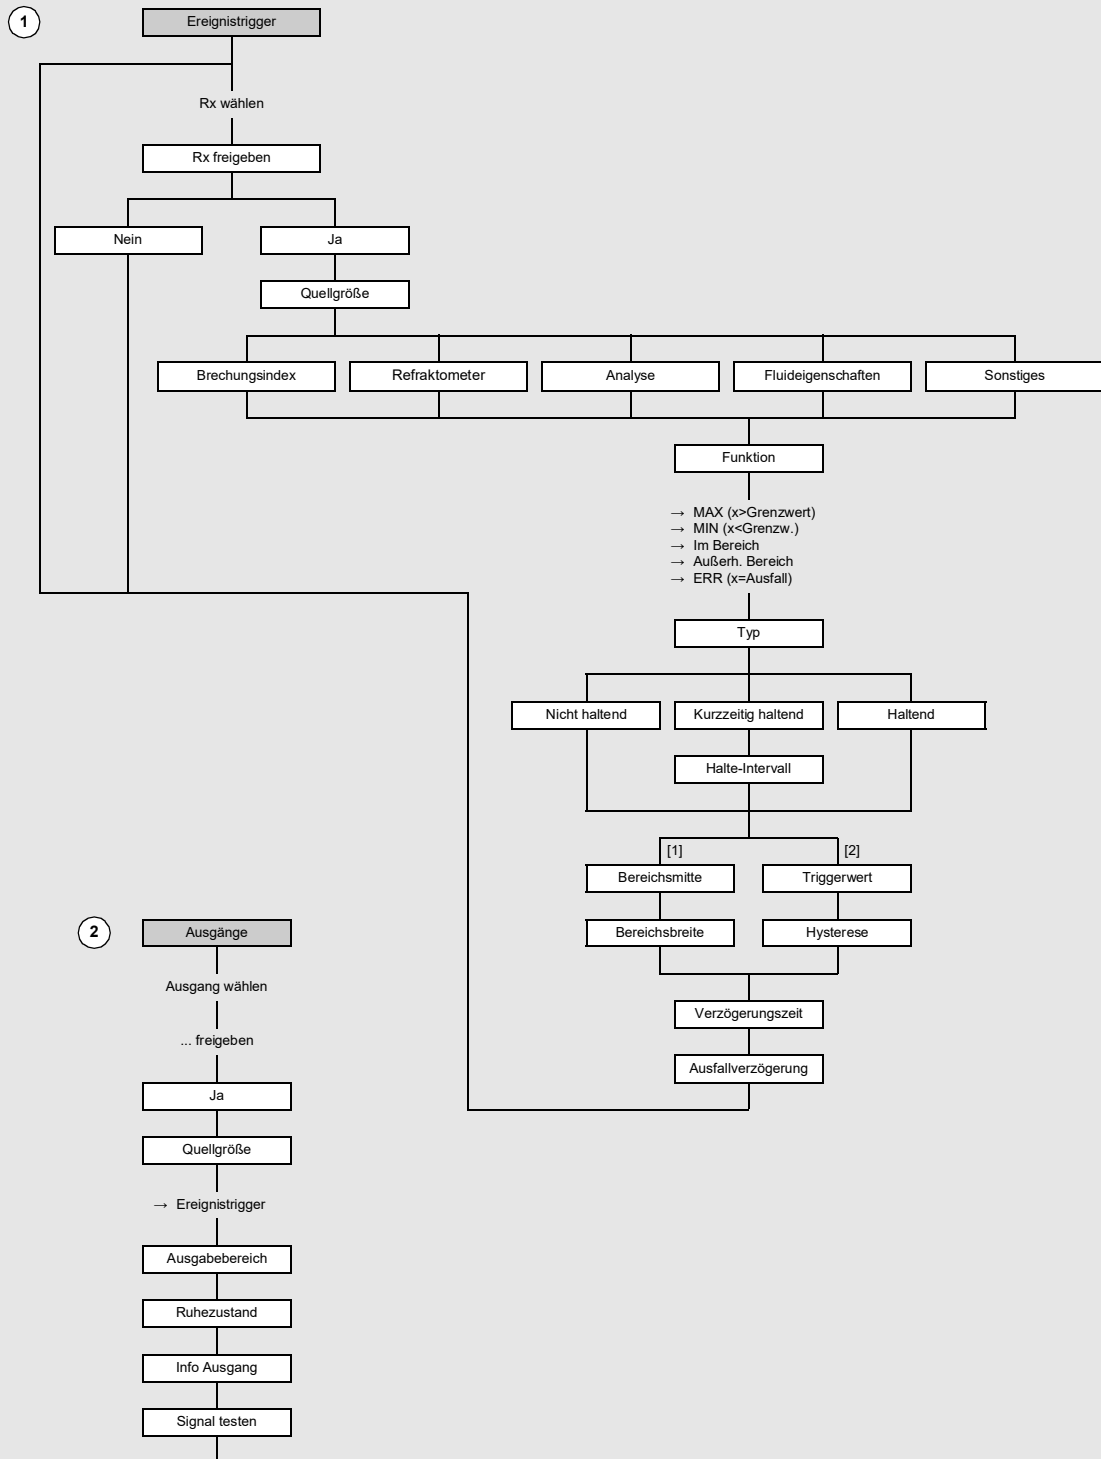 1
Ereignistrigger
Rx wählen
Rx freigeben
Nein
Ja
Quellgröße
Brechungsindex
Refraktometer
Analyse
Fluideigenschaften
Sonstiges
Funktion
→ MAX (x>Grenzwert)
→ MIN (x<Grenzw.)
→ Im Bereich
→ Außerh. Bereich
→ ERR (x=Ausfall)
Typ
Nicht haltend
Kurzzeitig haltend
Haltend
Halte-Intervall
[1]
[2]
Bereichsmitte
Triggerwert
Bereichsbreite
Hysterese
Verzögerungszeit
Ausfallverzögerung
2
Ausgänge
Ausgang wählen
... freigeben
Ja
Quellgröße
→ Ereignistrigger
Ausgabebereich
Ruhezustand
Info Ausgang
Signal testen